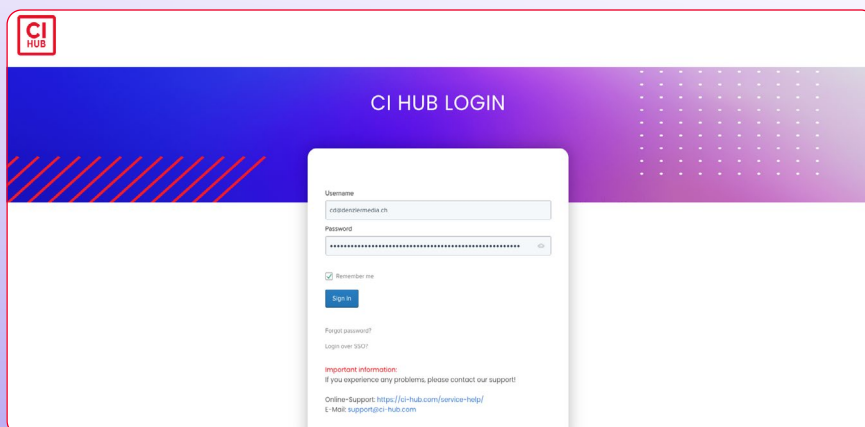 CI
HUB
CI HUB LOGIN
Username
cd@denzlermedia.ch
Password
Remember me
Sign In
Forgot password?
Login over SSO?
Important information:
If you experience any problems, please contact our support!
Online-Support: https://ci-hub.com/service-help/
E-Mail: support@ci-hub.com